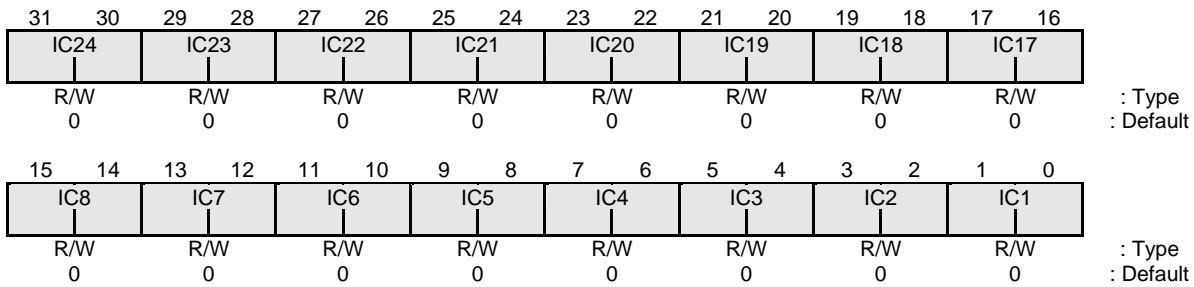 31 30 29 28 27 26 25 24 23 22 21 20 19 18 17 16
IC24 IC23 IC22 IC21 IC20 IC19 IC18 IC17
R/W R/W R/W R/W R/W R/W R/W R/W : Type
0 0 0 0 0 0 0 0 : Default
15 14 13 12 11 10 9 8 7 6 5 4 3 2 1 0
IC8 IC7 IC6 IC5 IC4 IC3 IC2 IC1
R/W R/W R/W R/W R/W R/W R/W R/W : Type
0 0 0 0 0 0 0 0 : Default